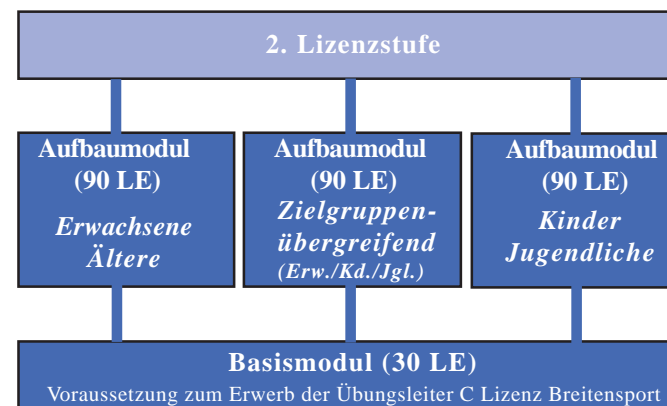 2. Lizenzstufe
Aufbaumodul
(90 LE)
Erwachsene
Ältere
Aufbaumodul
(90 LE)
Zielgruppen-
übergreifend
(Erw./Kd./Jgl.)
Aufbaumodul
(90 LE)
Kinder
Jugendliche
Basismodul (30 LE)
Voraussetzung zum Erwerb der Übungsleiter C Lizenz Breitensport